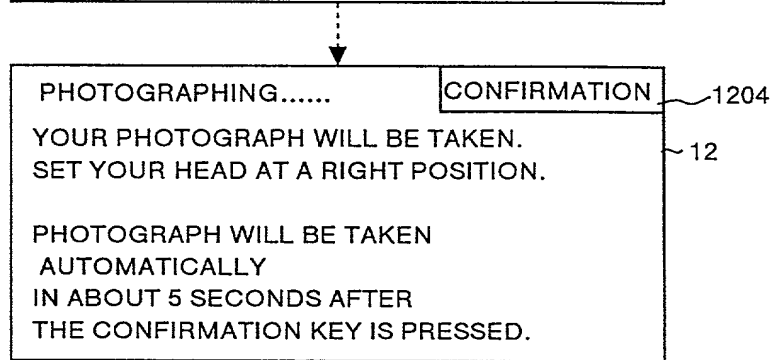 PHOTOGRAPHING...... CONFIRMATION 1204
YOUR PHOTOGRAPH WILL BE TAKEN. 12
SET YOUR HEAD AT A RIGHT POSITION.
PHOTOGRAPH WILL BE TAKEN
AUTOMATICALLY
IN ABOUT 5 SECONDS AFTER
THE CONFIRMATION KEY IS PRESSED.